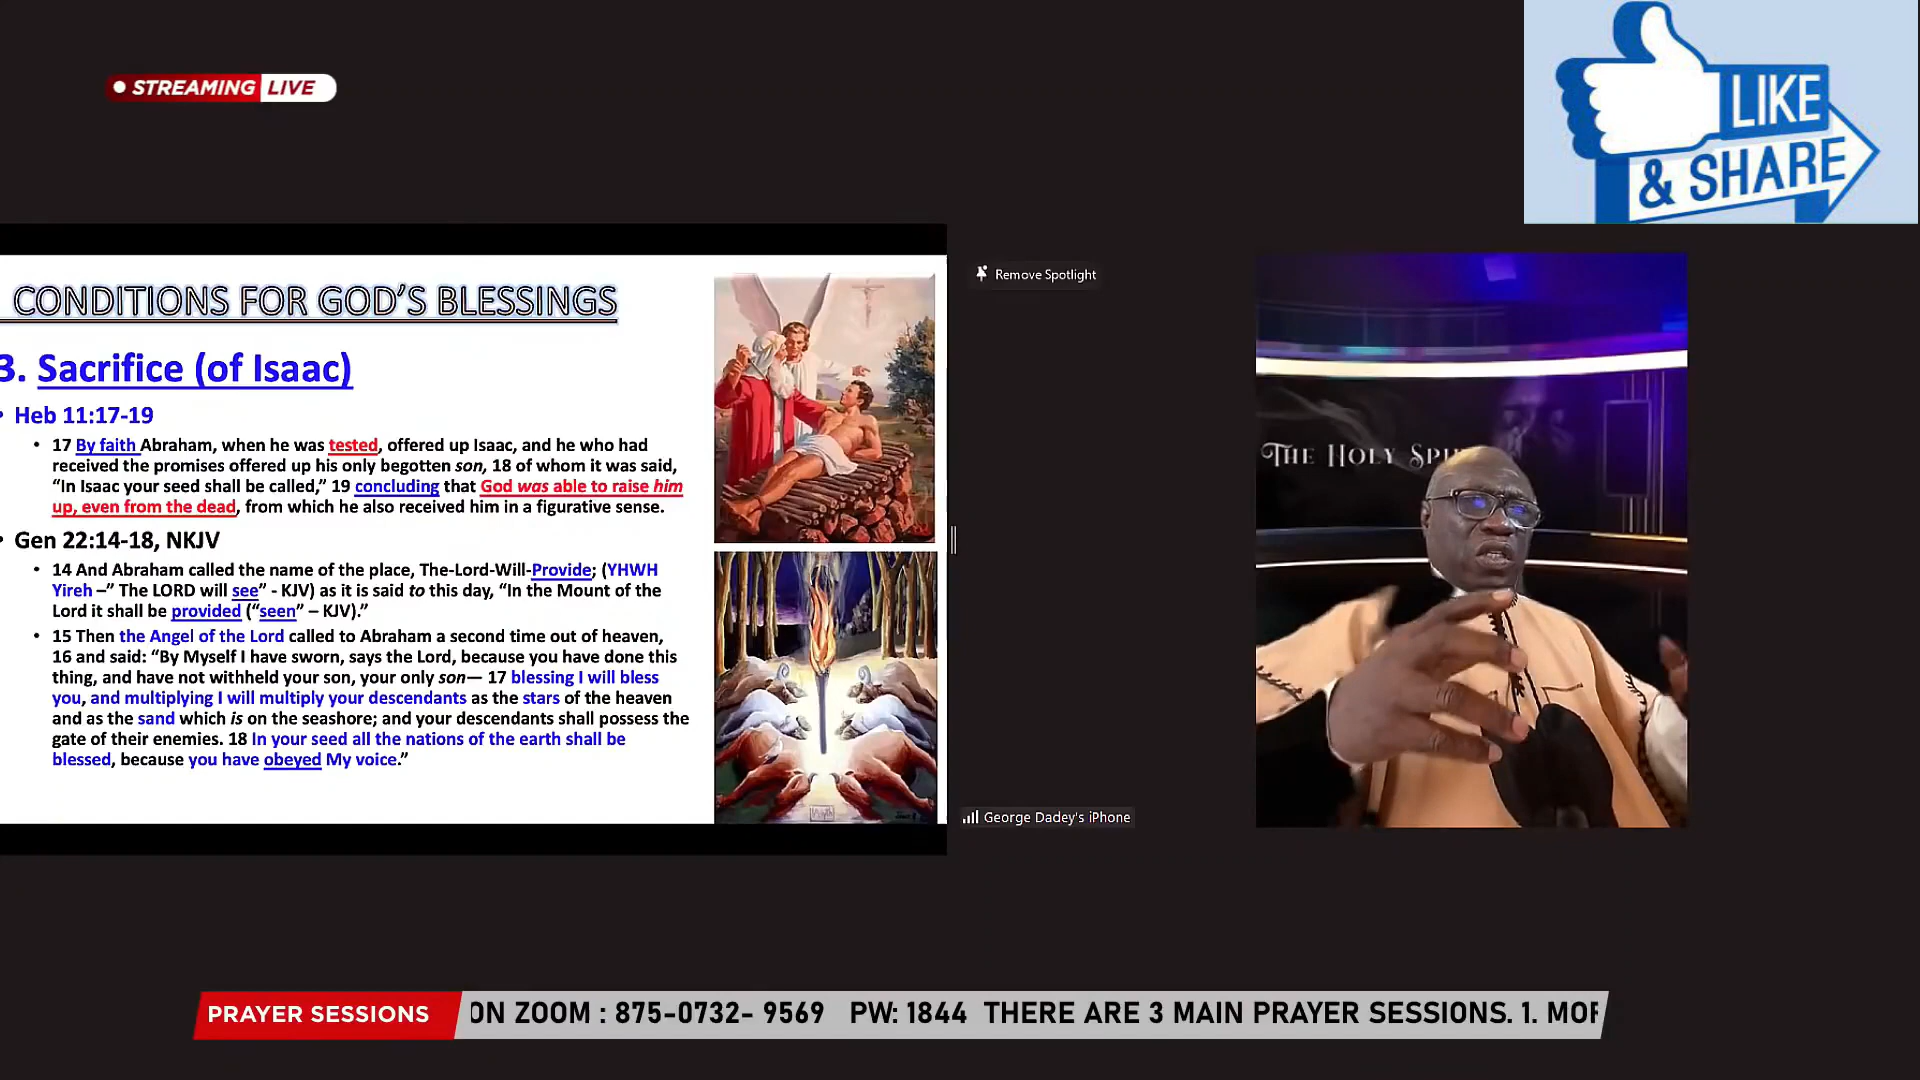 STREAMING LIVE
LIKE
& SHARE
CONDITIONS FOR GOD'S BLESSINGS
3. Sacrifice (of Isaac)
• Heb 11:17-19
• 17 By faith Abraham, when he was tested, offered up Isaac, and he who had
received the promises offered up his only begotten son, 18 of whom it was said,
“In Isaac your seed shall be called,” 19 concluding that God was able to raise him
up, even from the dead, from which he also received him in a figurative sense.
• Gen 22:14-18, NKJV
• 14 And Abraham called the name of the place, The-Lord-Will-Provide; (YHWH
Yireh –” The LORD will see” - KJV) as it is said to this day, “In the Mount of the
Lord it shall be provided (“seen” – KJV).”
• 15 Then the Angel of the Lord called to Abraham a second time out of heaven,
16 and said: “By Myself I have sworn, says the Lord, because you have done this
thing, and have not withheld your son, your only son— 17 blessing I will bless
you, and multiplying I will multiply your descendants as the stars of the heaven
and as the sand which is on the seashore; and your descendants shall possess the
gate of their enemies. 18 In your seed all the nations of the earth shall be
blessed, because you have obeyed My voice.”
Remove Spotlight
THE HOLY SPI
George Dadey's iPhone
PRAYER SESSIONS
ON ZOOM : 875-0732- 9569 PW: 1844 THERE ARE 3 MAIN PRAYER SESSIONS. 1. MOR